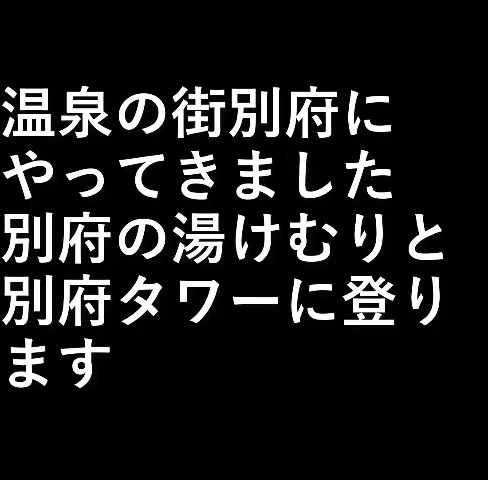 温泉の街別府に
やってきました
別府の湯けむりと
別府タワーに登り
ます